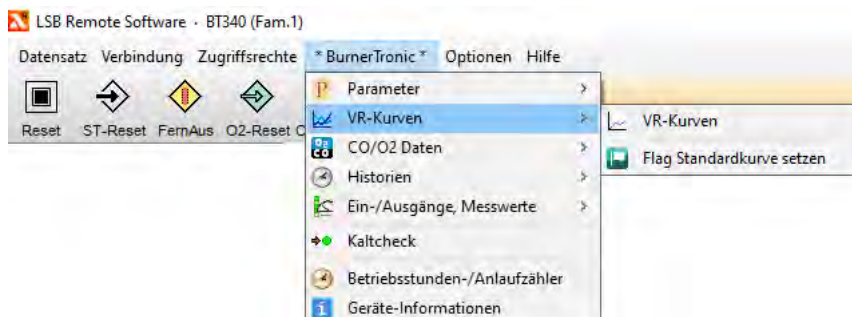 LSB Remote Software - BT340 (Fam.1)
Datensatz Verbindung Zugriffsrechte * BurnerTronic * Optionen Hilfe
Reset ST-Reset FernAus O2-Reset
P Parameter
VR-Kurven
VR-Kurven
Flag Standardkurve setzen
O2 CO CO/O2 Daten
Historien
Ein-/Ausgänge, Messwerte
Kaltcheck
Betriebsstunden-/Anlaufzähler
i Geräte-Informationen